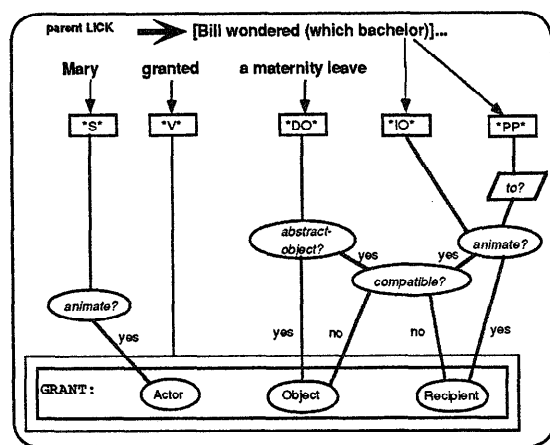 parent LICK [Bill wondered (which bachelor)]...
Mary granted a maternity leave
*S* *V* *DO* *IO* *PP*
to?
abstract-
object? yes yes animate?
compatible?
animate?
yes yes no no yes
GRANT: Actor Object Recipient